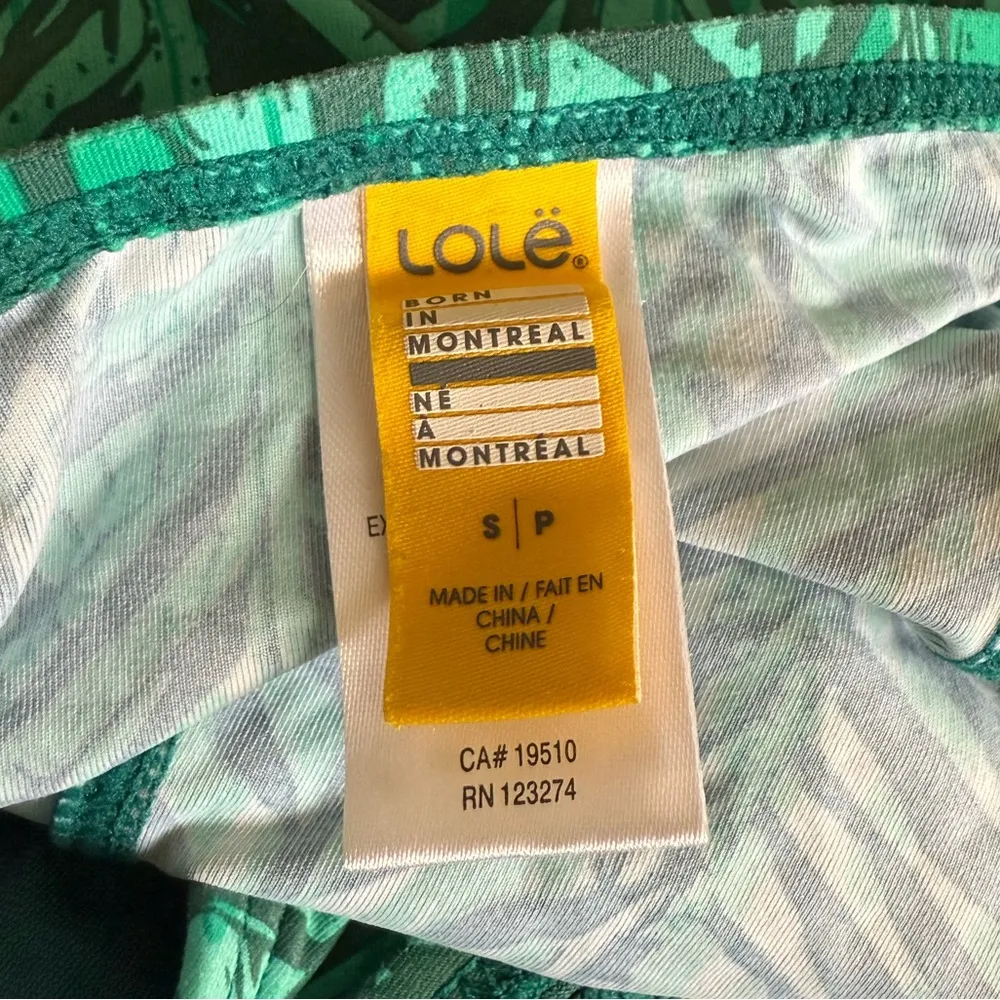 LOLË®
BORN
IN
MONTREAL
NÉ
À
MONTRÉAL
S | P
MADE IN / FAIT EN
CHINA /
CHINE
CA# 19510
RN 123274